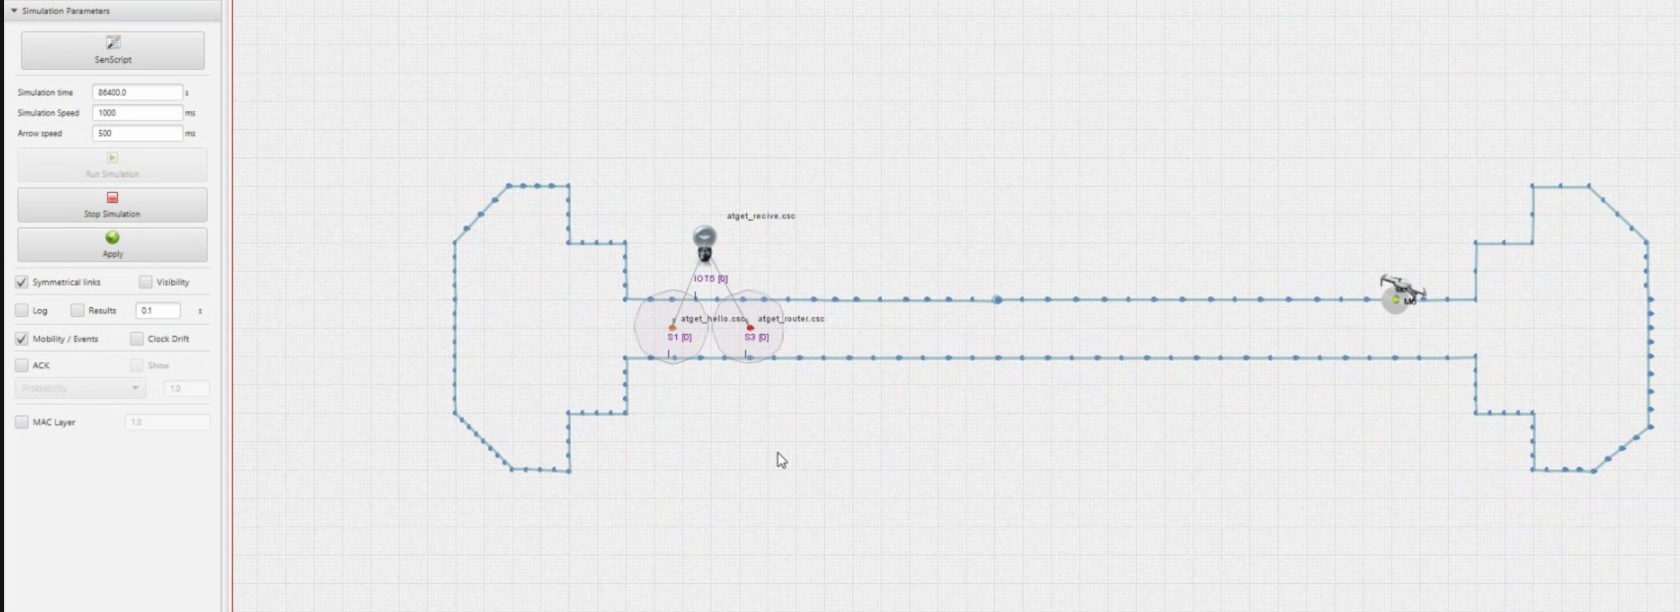 Simulation Parameters
SenScript
Simulation time 86400.0 s
Simulation Speed 1000 ms
Arrow speed 500 ms
Run Simulation
Stop Simulation
Apply
Symmetrical links Visibility
Log Results 0.1 s
Mobility / Events Clock Drift
ACK Show
Probability 1.0
MAC Layer 1.0
atget_recive.csc
IOT5 [0]
atget_hello.csc
atget_router.csc
S1 [0]
S3 [0]